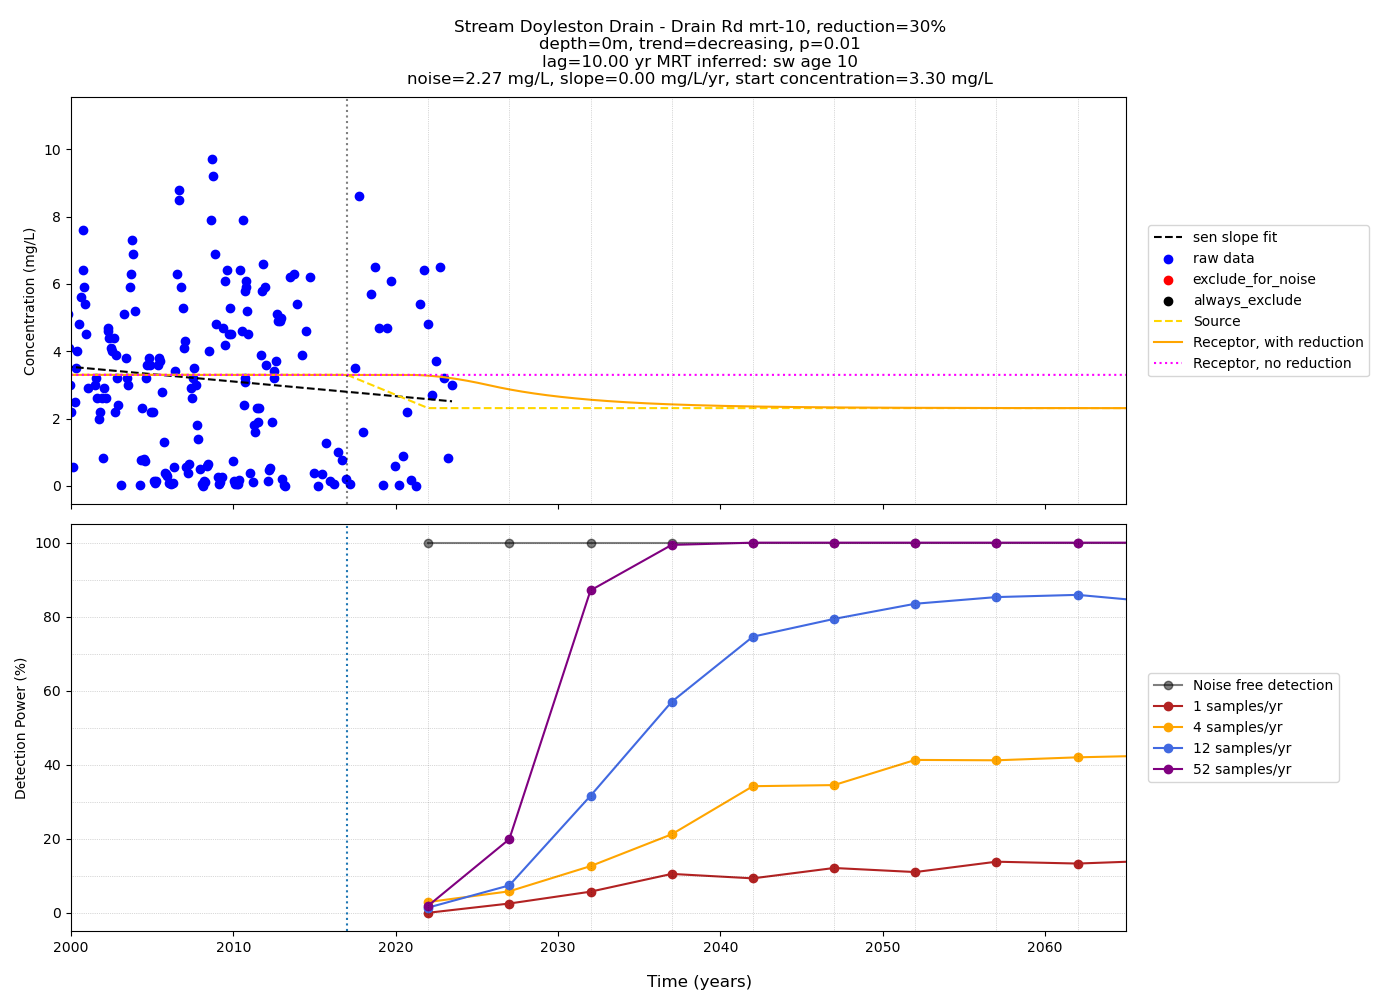 Stream Doyleston Drain - Drain Rd mrt-10, reduction=30%
depth=0m, trend=decreasing, p=0.01
lag=10.00 yr MRT inferred: sw age 10
noise=2.27 mg/L, slope=0.00 mg/L/yr, start concentration=3.30 mg/L
Concentration (mg/L)
10
8
6
4
2
0
sen slope fit
raw data
exclude_for_noise
always_exclude
Source
Receptor, with reduction
Receptor, no reduction
Detection Power (%)
100
80
60
40
20
0
Noise free detection
1 samples/yr
4 samples/yr
12 samples/yr
52 samples/yr
2000
2010
2020
2030
2040
2050
2060
Time (years)